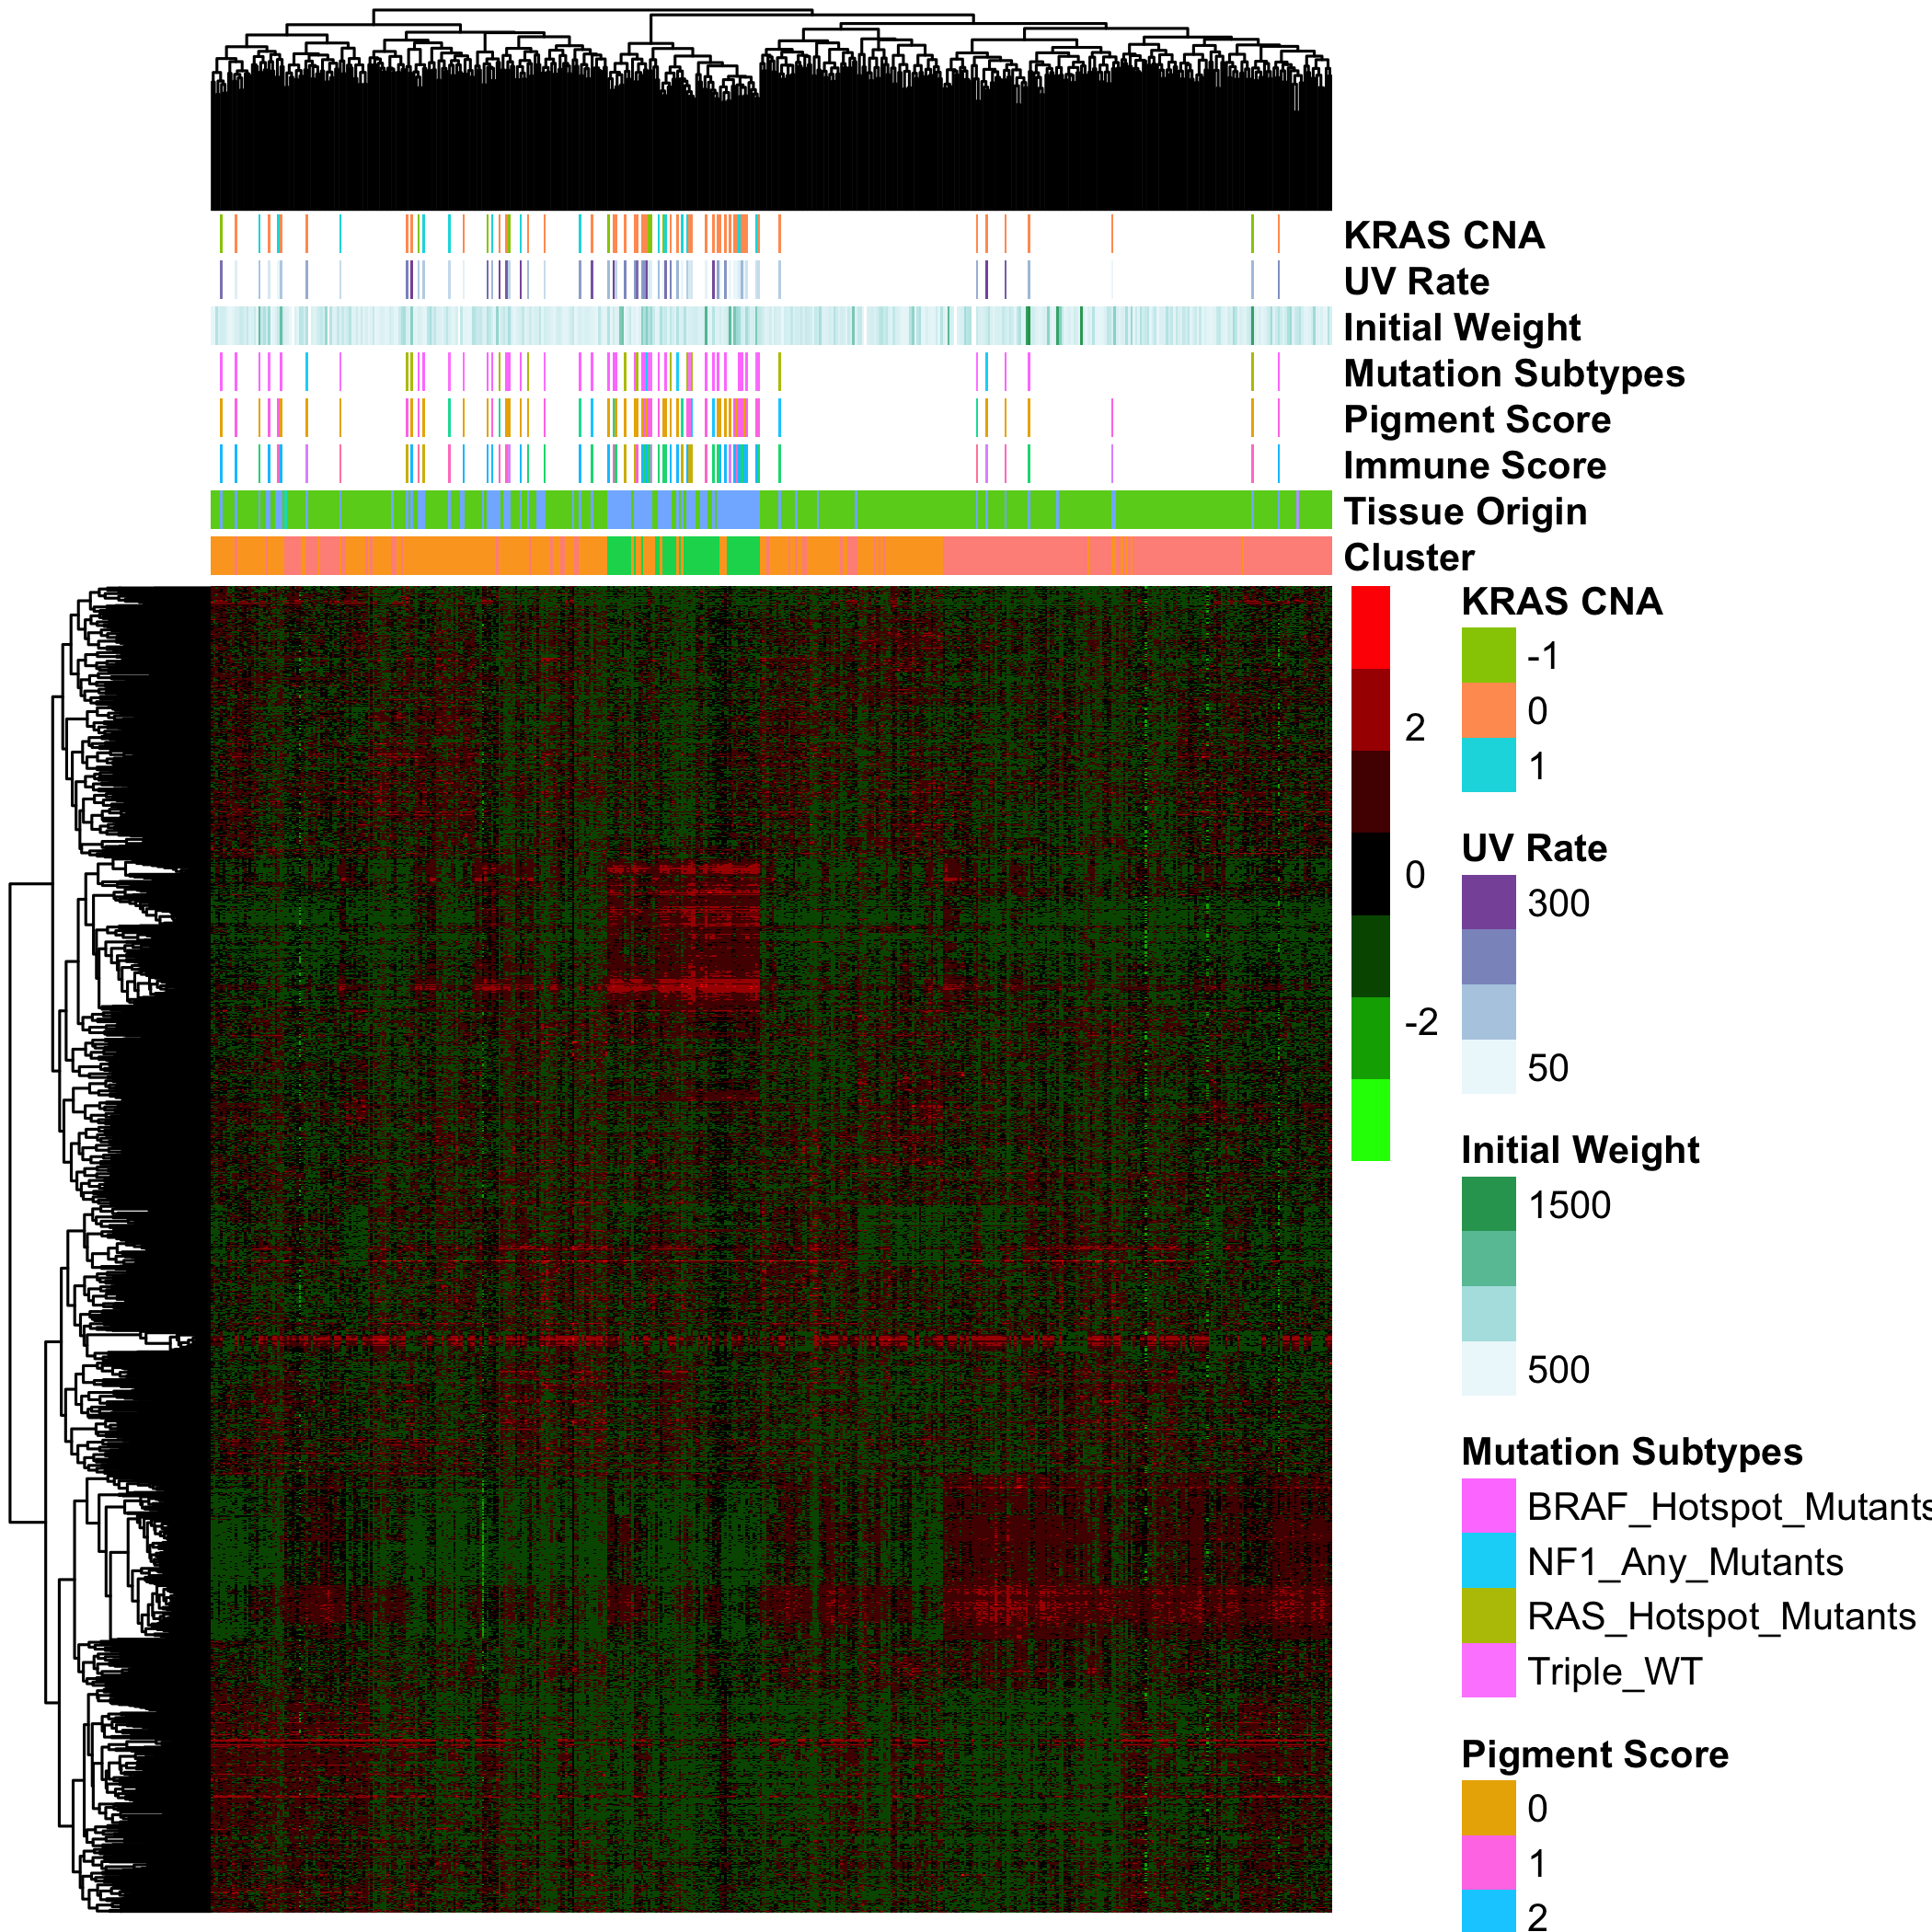 KRAS CNA
UV Rate
Initial Weight
Mutation Subtypes
Pigment Score
Immune Score
Tissue Origin
Cluster
2
0
-2
KRAS CNA
-1
0
1
UV Rate
300
50
Initial Weight
1500
500
Mutation Subtypes
BRAF_Hotspot_Mutants
NF1_Any_Mutants
RAS_Hotspot_Mutants
Triple_WT
Pigment Score
0
1
2